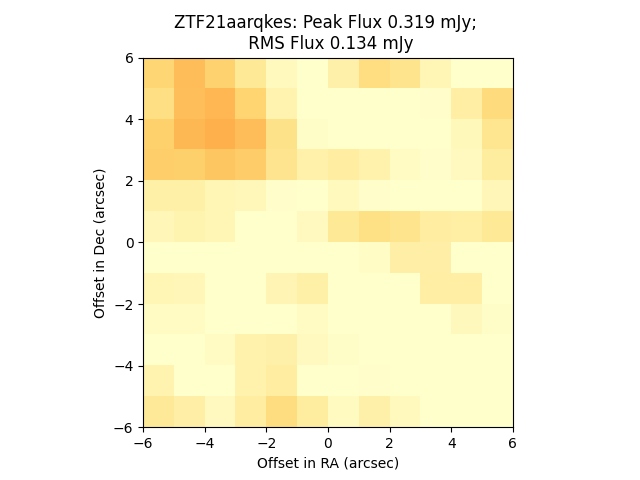 ZTF21aarqkes: Peak Flux 0.319 mJy;
RMS Flux 0.134 mJy
6
4
2
0
−2
−4
−6
Offset in Dec (arcsec)
−6 −4 −2 0 2 4 6
Offset in RA (arcsec)